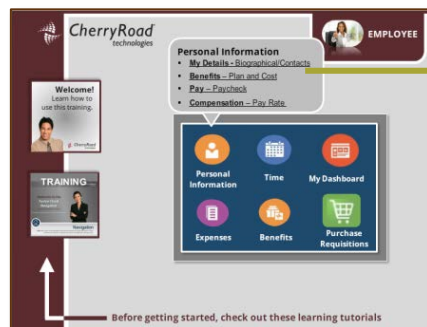 CherryRoad
technologies
EMPLOYEE
Personal Information
My Details - Biographical/Contacts
Benefits – Plan and Cost
Pay – Paycheck
Compensation – Pay Rate
Welcome!
Learn how to
use this training.
TRAINING
Navigation
Personal
Information
Time
My Dashboard
Expenses
Benefits
Purchase
Requisitions
Before getting started, check out these learning tutorials